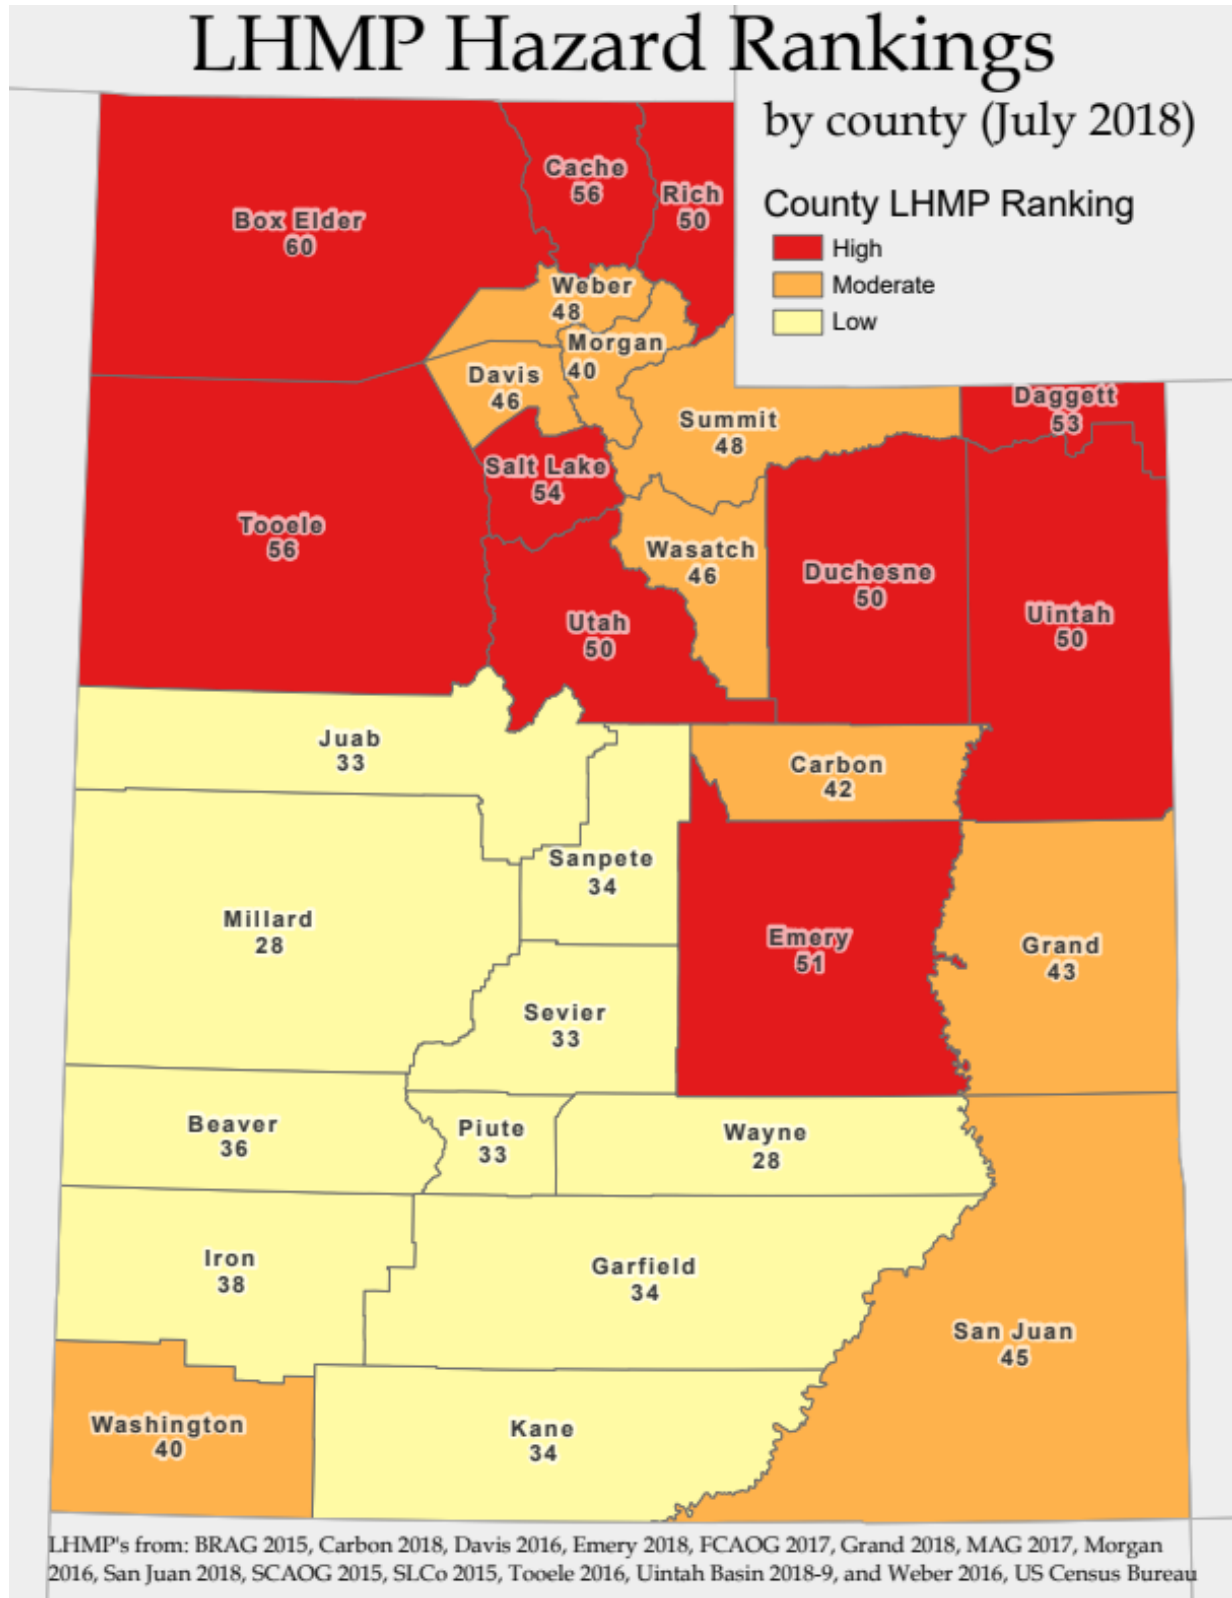 LHMP Hazard Rankings
by county (July 2018)
County LHMP Ranking
High
Moderate
Low
Cache
56
Rich
50
Box Elder
60
Weber
48
Morgan
40
Davis
46
Daggett
53
Summit
48
Salt Lake
54
Tooele
56
Wasatch
46
Duchesne
50
Uintah
50
Utah
50
Juab
33
Carbon
42
Sanpete
34
Millard
28
Emery
51
Grand
43
Sevier
33
Beaver
36
Piute
33
Wayne
28
Iron
38
Garfield
34
San Juan
45
Washington
40
Kane
34
LHMP's from: BRAG 2015, Carbon 2018, Davis 2016, Emery 2018, FCAOG 2017, Grand 2018, MAG 2017, Morgan
2016, San Juan 2018, SCAOG 2015, SLCo 2015, Tooele 2016, Uintah Basin 2018-9, and Weber 2016, US Census Bureau